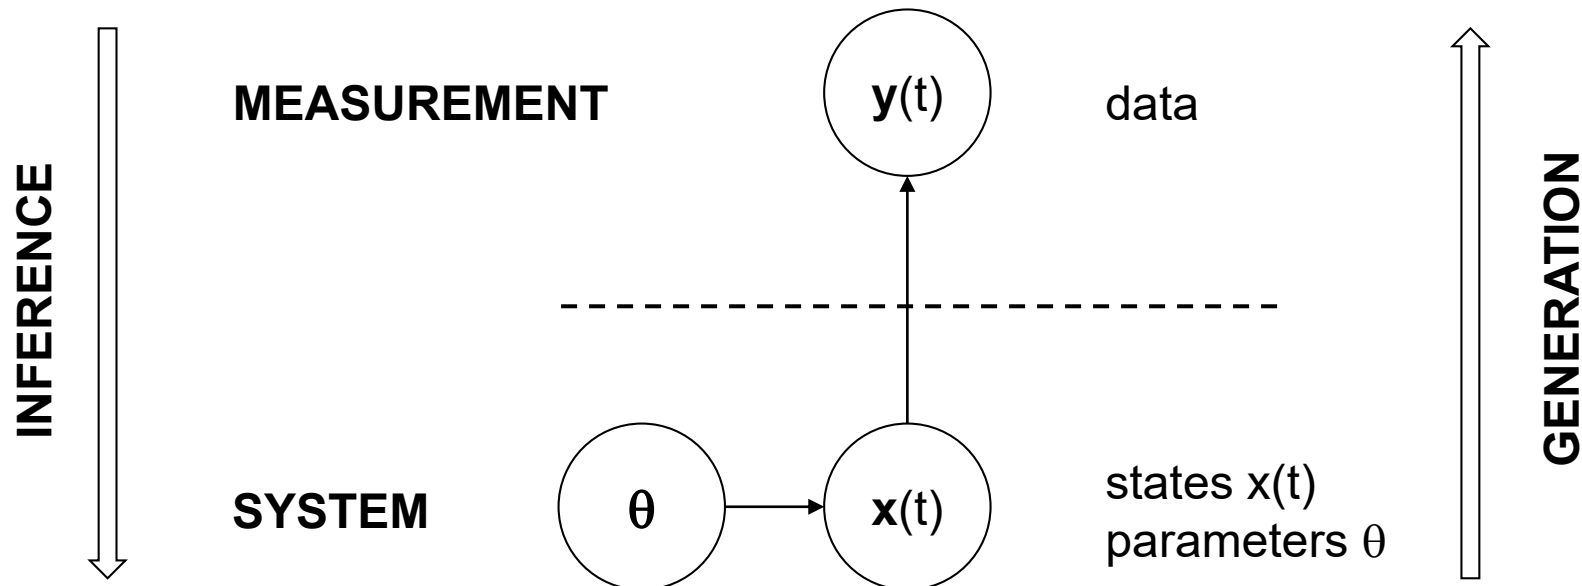 INFERENCE
MEASUREMENT
y(t)
data
GENERATION
SYSTEM
θ
x(t)
states x(t)
parameters θ